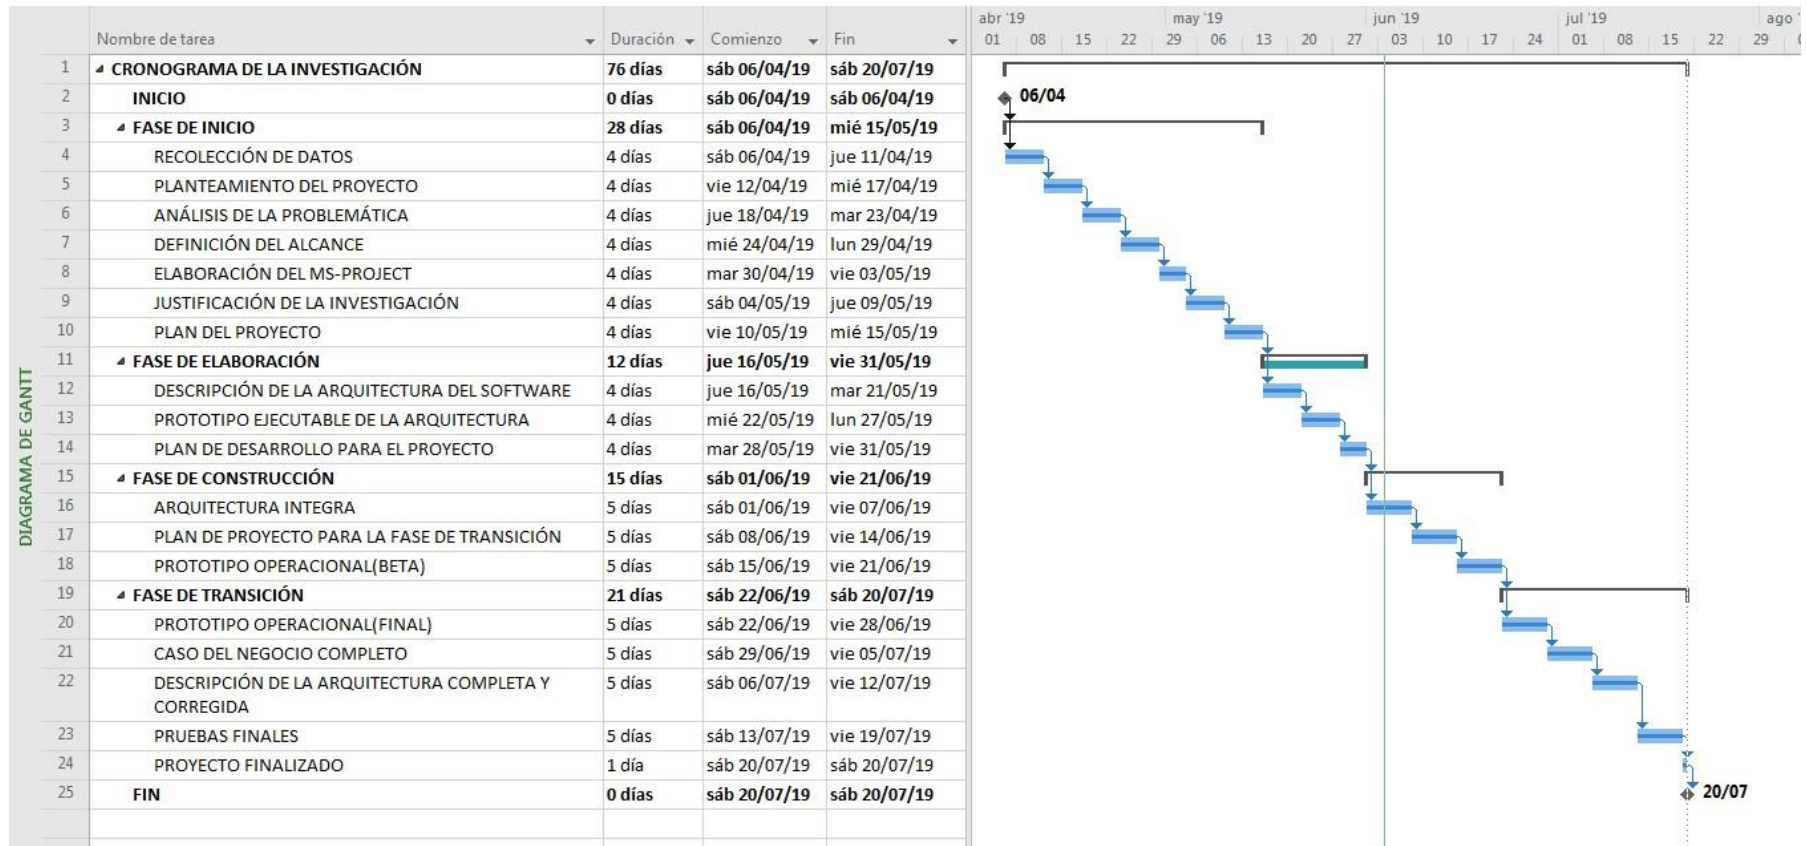 abr '19 may '19 jun '19 jul '19 ago '
Nombre de tarea Duración Comienzo Fin 01 08 15 22 29 06 13 20 27 03 10 17 24 01 08 15 22 29
1 CRONOGRAMA DE LA INVESTIGACIÓN 76 días sáb 06/04/19 sáb 20/07/19
2 INICIO 0 días sáb 06/04/19 sáb 06/04/19 06/04
3 FASE DE INICIO 28 días sáb 06/04/19 mié 15/05/19
4 RECOLECCIÓN DE DATOS 4 días sáb 06/04/19 jue 11/04/19
5 PLANTEAMIENTO DEL PROYECTO 4 días vie 12/04/19 mié 17/04/19
6 ANÁLISIS DE LA PROBLEMÁTICA 4 días jue 18/04/19 mar 23/04/19
7 DEFINICIÓN DEL ALCANCE 4 días mié 24/04/19 lun 29/04/19
8 ELABORACIÓN DEL MS-PROJECT 4 días mar 30/04/19 vie 03/05/19
9 JUSTIFICACIÓN DE LA INVESTIGACIÓN 4 días sáb 04/05/19 jue 09/05/19
10 PLAN DEL PROYECTO 4 días vie 10/05/19 mié 15/05/19
11 FASE DE ELABORACIÓN 12 días jue 16/05/19 vie 31/05/19
12 DESCRIPCIÓN DE LA ARQUITECTURA DEL SOFTWARE 4 días jue 16/05/19 mar 21/05/19
13 PROTOTIPO EJECUTABLE DE LA ARQUITECTURA 4 días mié 22/05/19 lun 27/05/19
14 PLAN DE DESARROLLO PARA EL PROYECTO 4 días mar 28/05/19 vie 31/05/19
15 FASE DE CONSTRUCCIÓN 15 días sáb 01/06/19 vie 21/06/19
16 ARQUITECTURA INTEGRA 5 días sáb 01/06/19 vie 07/06/19
17 PLAN DE PROYECTO PARA LA FASE DE TRANSICIÓN 5 días sáb 08/06/19 vie 14/06/19
18 PROTOTIPO OPERACIONAL(BETA) 5 días sáb 15/06/19 vie 21/06/19
19 FASE DE TRANSICIÓN 21 días sáb 22/06/19 sáb 20/07/19
20 PROTOTIPO OPERACIONAL(FINAL) 5 días sáb 22/06/19 vie 28/06/19
21 CASO DEL NEGOCIO COMPLETO 5 días sáb 29/06/19 vie 05/07/19
22 DESCRIPCIÓN DE LA ARQUITECTURA COMPLETA Y 5 días sáb 06/07/19 vie 12/07/19
CORREGIDA
23 PRUEBAS FINALES 5 días sáb 13/07/19 vie 19/07/19
24 PROYECTO FINALIZADO 1 día sáb 20/07/19 sáb 20/07/19
25 FIN 0 días sáb 20/07/19 sáb 20/07/19 20/07
DIAGRAMA DE GANTT